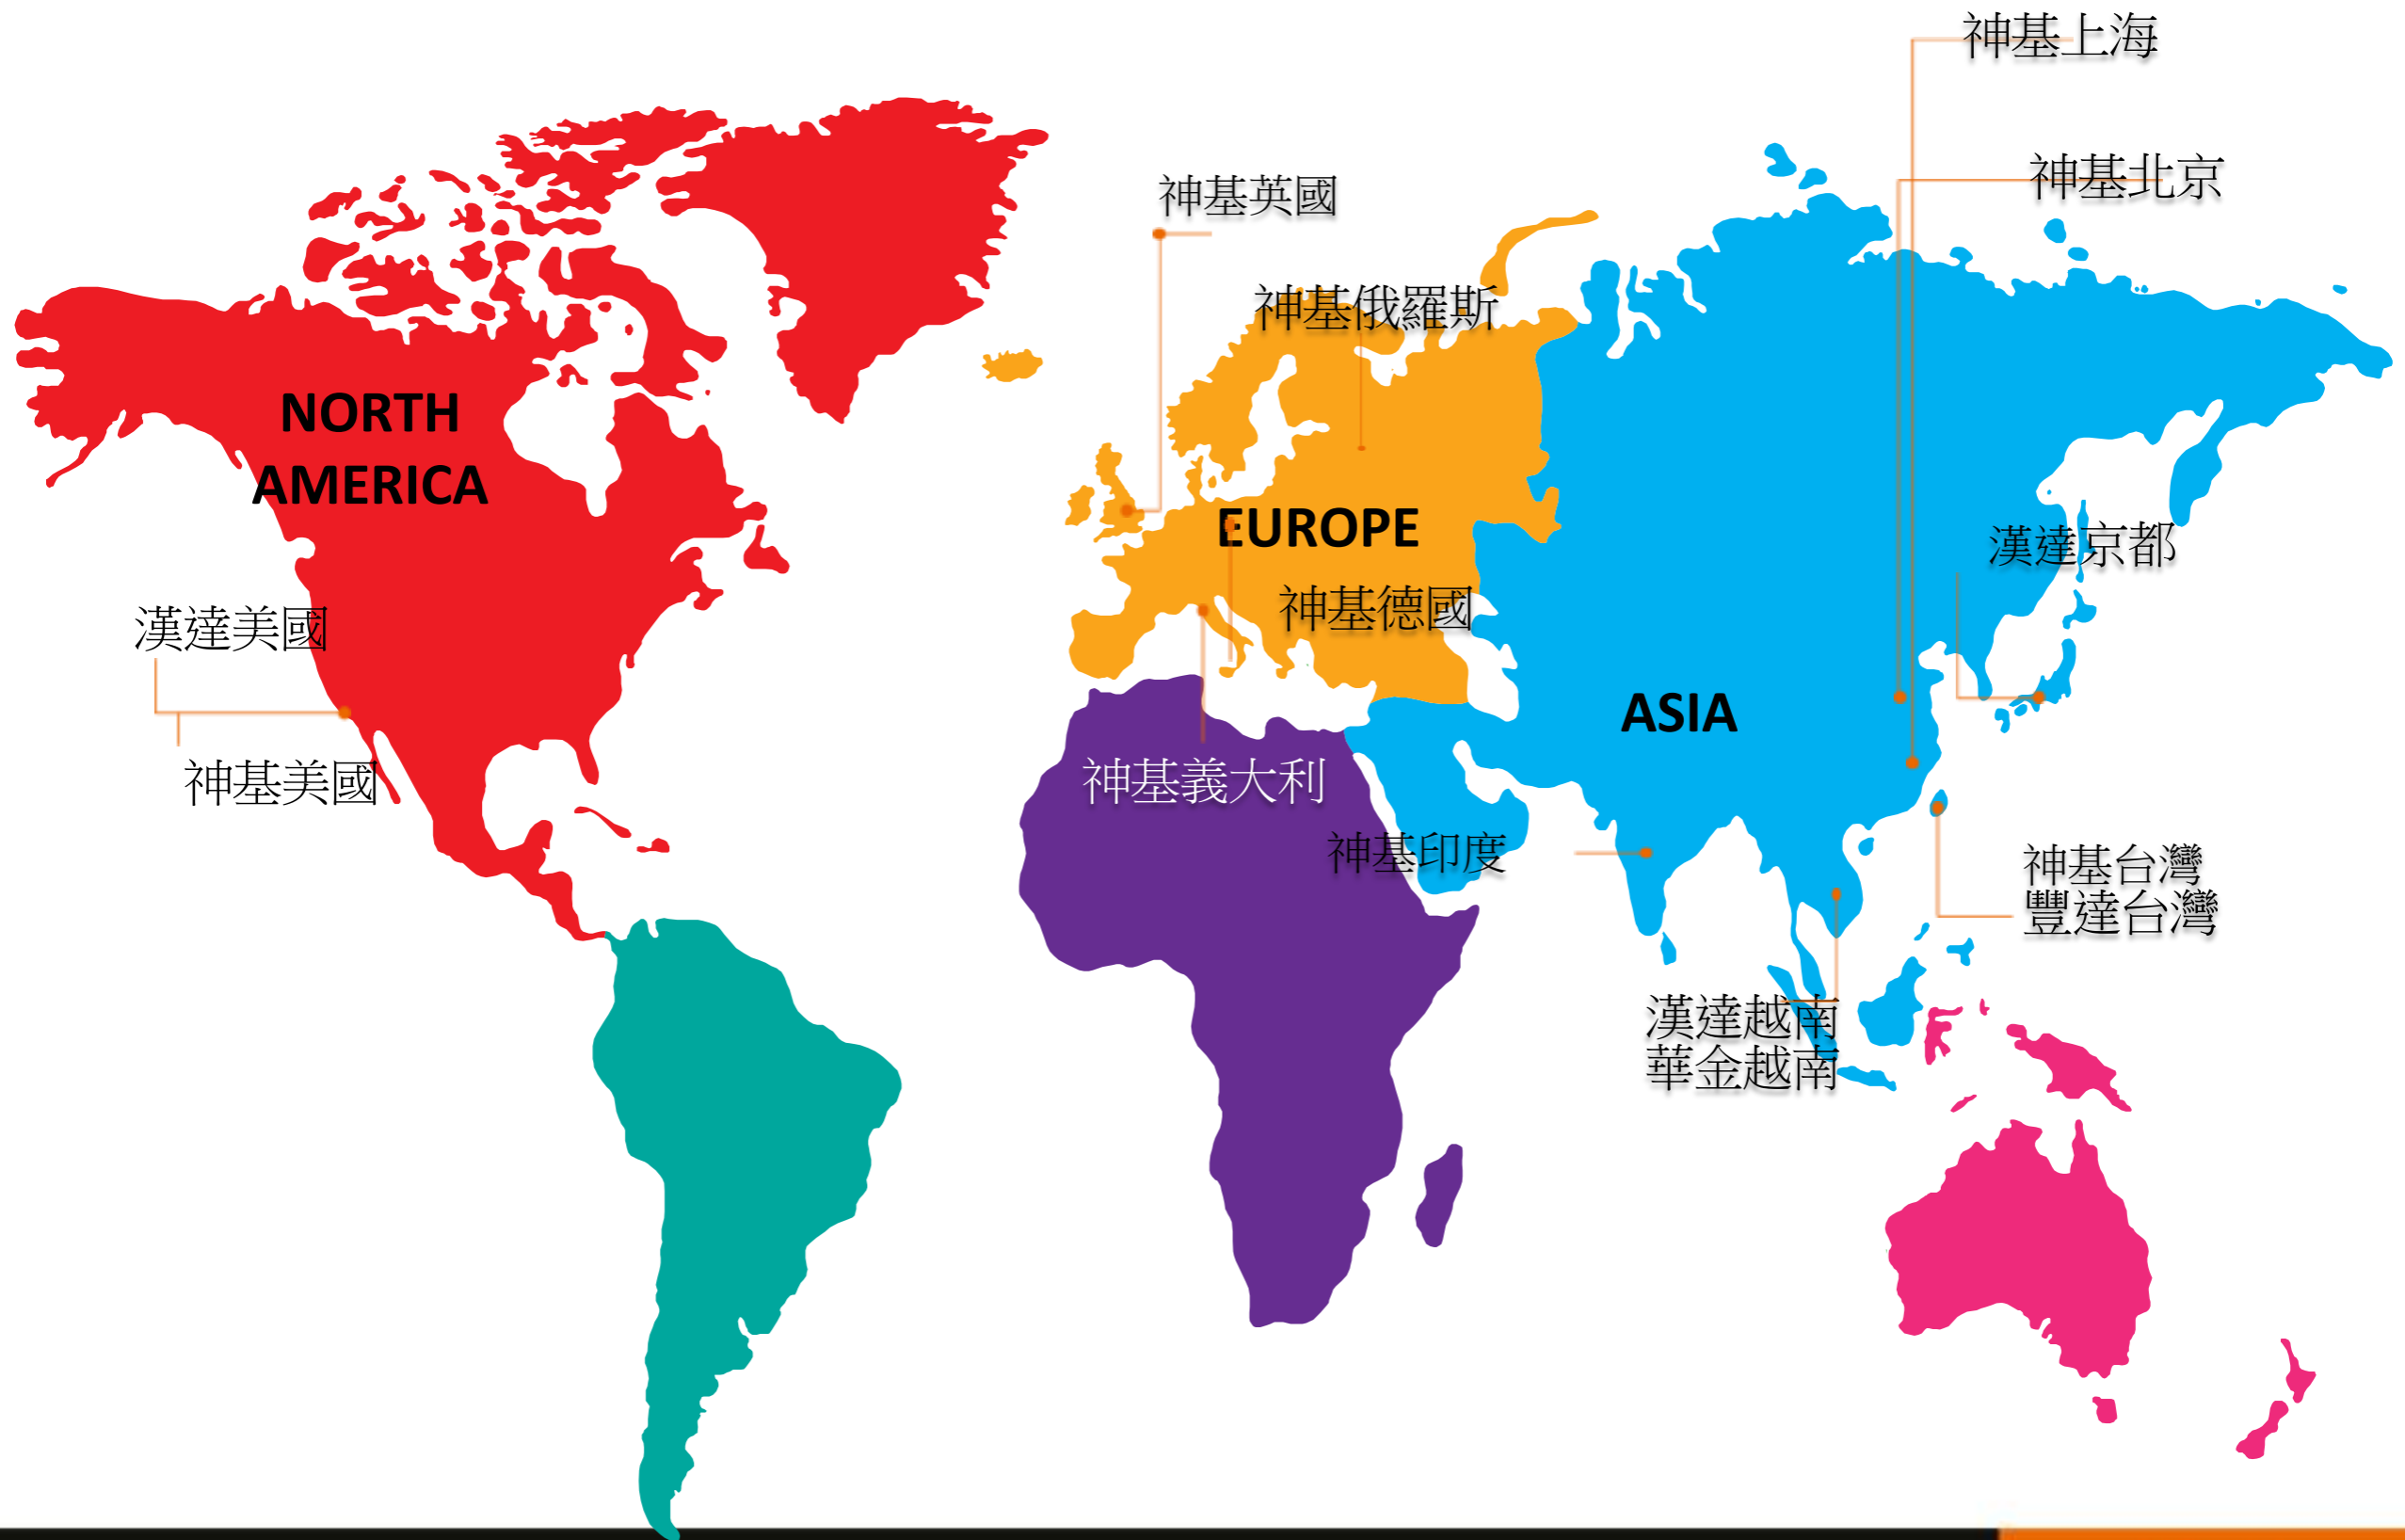 神基上海
神基北京
神基英國
神基俄羅斯
NORTH
AMERICA
EUROPE
漢達京都
神基德國
漢達美國
ASIA
神基美國
神基義大利
神基印度
神基台灣
豐達台灣
漢達越南
華金越南